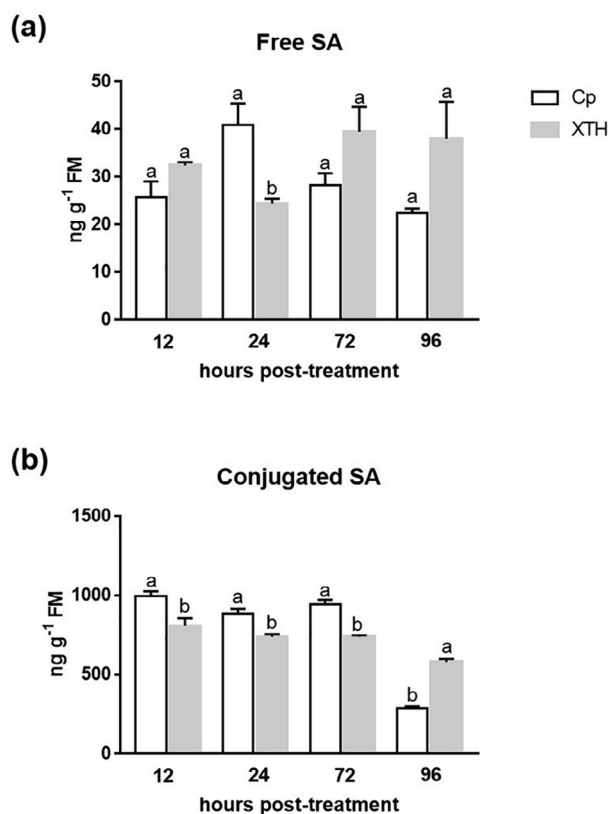 (a)
Free SA
50
40
30
20
10
0
ng g⁻¹ FM
a a a b a a a a
12 24 72 96
hours post-treatment
Cp
XTH
(b)
Conjugated SA
1500
1000
500
0
ng g⁻¹ FM
a b a b a b b a
12 24 72 96
hours post-treatment